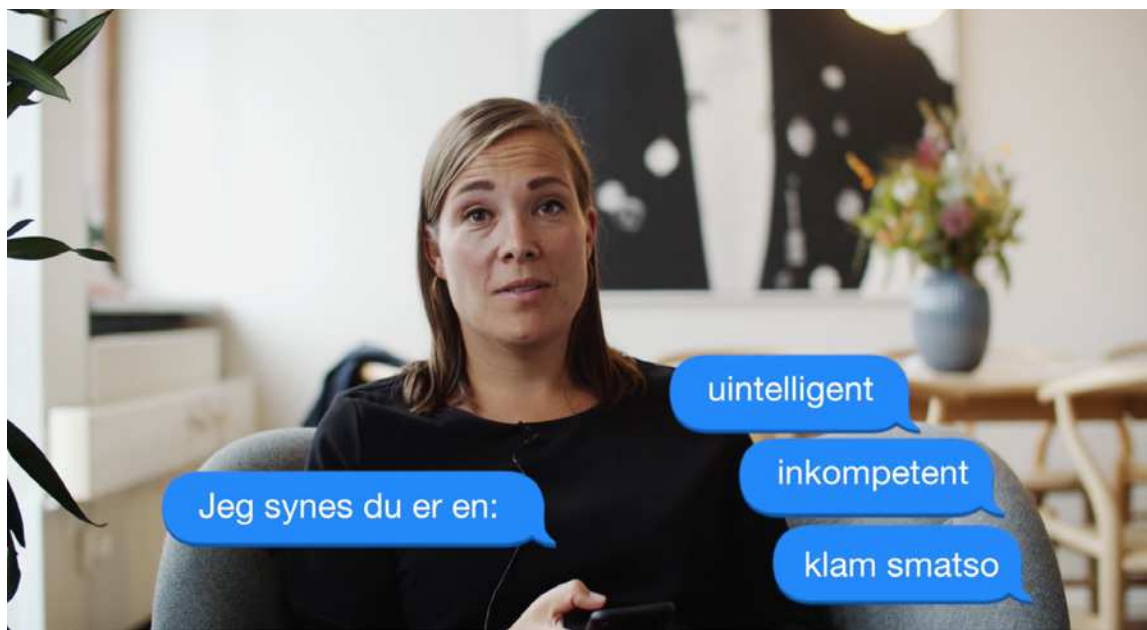 Jeg synes du er en:
uintelligent
inkompetent
klam smatso